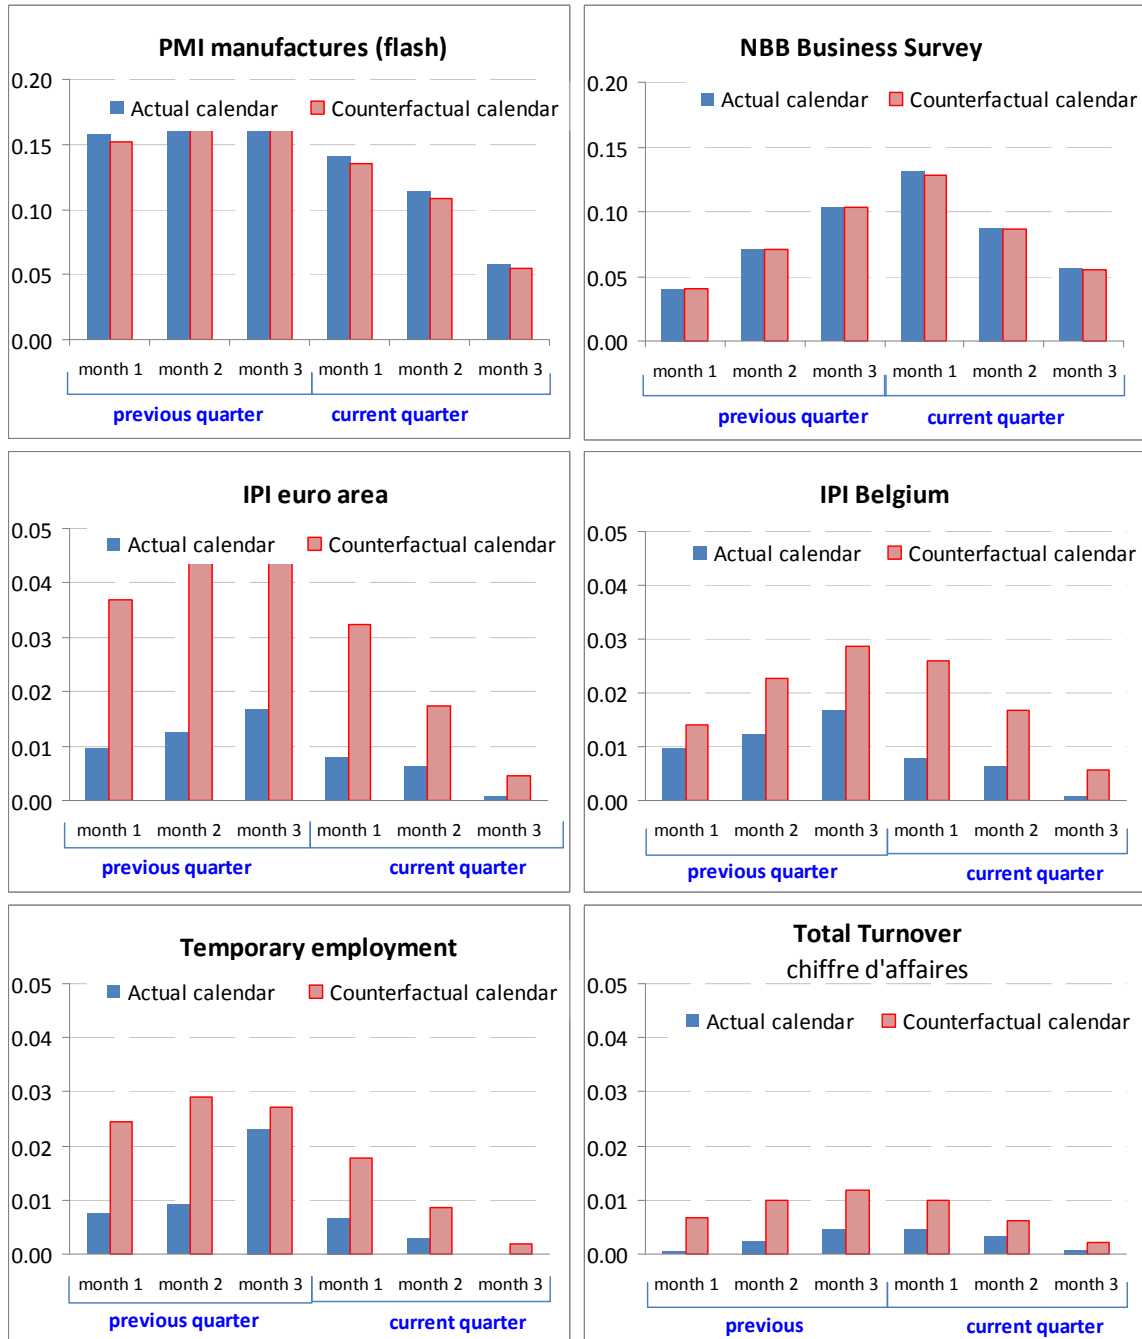 PMI manufactures (flash)
0.20
Actual calendar Counterfactual calendar
0.15
0.10
0.05
0.00
month 1 month 2 month 3 month 1 month 2 month 3
previous quarter current quarter
NBB Business Survey
0.20
Actual calendar Counterfactual calendar
0.15
0.10
0.05
0.00
month 1 month 2 month 3 month 1 month 2 month 3
previous quarter current quarter
IPI euro area
0.05
Actual calendar Counterfactual calendar
0.04
0.03
0.02
0.01
0.00
month 1 month 2 month 3 month 1 month 2 month 3
previous quarter current quarter
IPI Belgium
0.05
Actual calendar Counterfactual calendar
0.04
0.03
0.02
0.01
0.00
month 1 month 2 month 3 month 1 month 2 month 3
previous quarter current quarter
Temporary employment
0.05
Actual calendar Counterfactual calendar
0.04
0.03
0.02
0.01
0.00
month 1 month 2 month 3 month 1 month 2 month 3
previous quarter current quarter
Total Turnover
chiffre d'affaires
0.05
Actual calendar Counterfactual calendar
0.04
0.03
0.02
0.01
0.00
month 1 month 2 month 3 month 1 month 2 month 3
previous current quarter